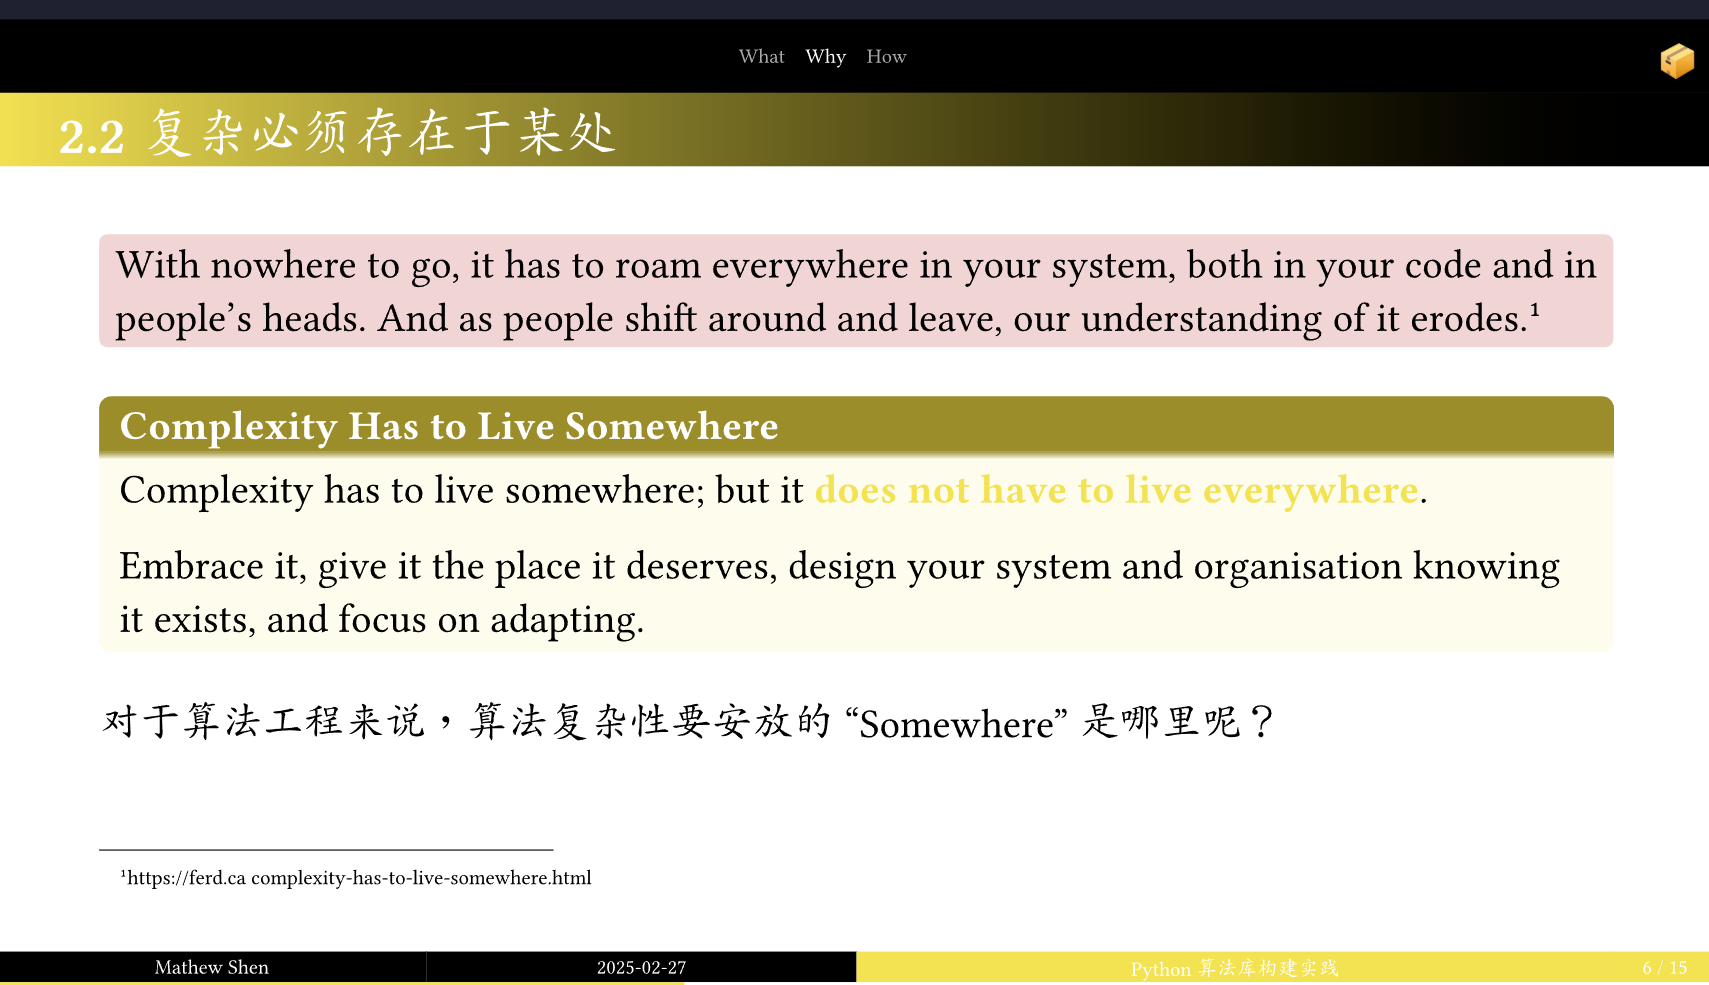 What Why How
2.2 复杂必须存在于某处
With nowhere to go, it has to roam everywhere in your system, both in your code and in
people’s heads. And as people shift around and leave, our understanding of it erodes.¹
Complexity Has to Live Somewhere
Complexity has to live somewhere; but it does not have to live everywhere.
Embrace it, give it the place it deserves, design your system and organisation knowing
it exists, and focus on adapting.
对于算法工程来说，算法复杂性要安放的 “Somewhere” 是哪里呢？
¹https://ferd.ca complexity-has-to-live-somewhere.html
Mathew Shen 2025-02-27 Python 算法库构建实践 6 / 15